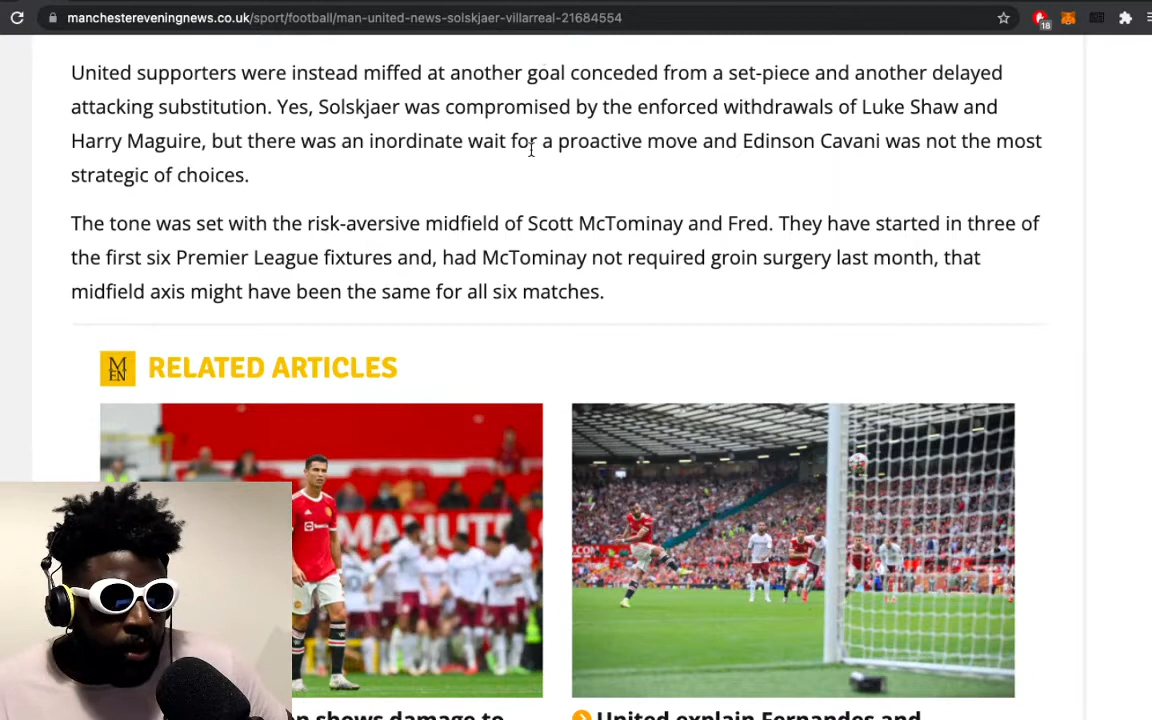 manchestereveningnews.co.uk/sport/football/man-united-news-solskjaer-villarreal-21684554
18
United supporters were instead miffed at another goal conceded from a set-piece and another delayed
attacking substitution. Yes, Solskjaer was compromised by the enforced withdrawals of Luke Shaw and
Harry Maguire, but there was an inordinate wait for a proactive move and Edinson Cavani was not the most
strategic of choices.
The tone was set with the risk-aversive midfield of Scott McTominay and Fred. They have started in three of
the first six Premier League fixtures and, had McTominay not required groin surgery last month, that
midfield axis might have been the same for all six matches.
M
EN
RELATED ARTICLES
shows damage to
United explain Fernandes and